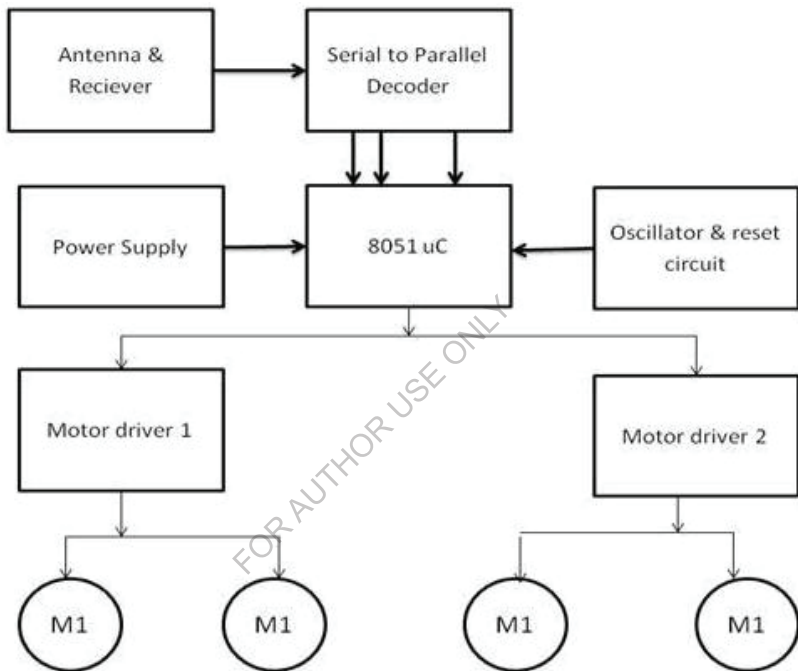 Antenna &
Reciever
Serial to Parallel
Decoder
Power Supply
8051 uC
Oscillator & reset
circuit
Motor driver 1
Motor driver 2
FOR AUTHOR USE ONLY
M1
M1
M1
M1